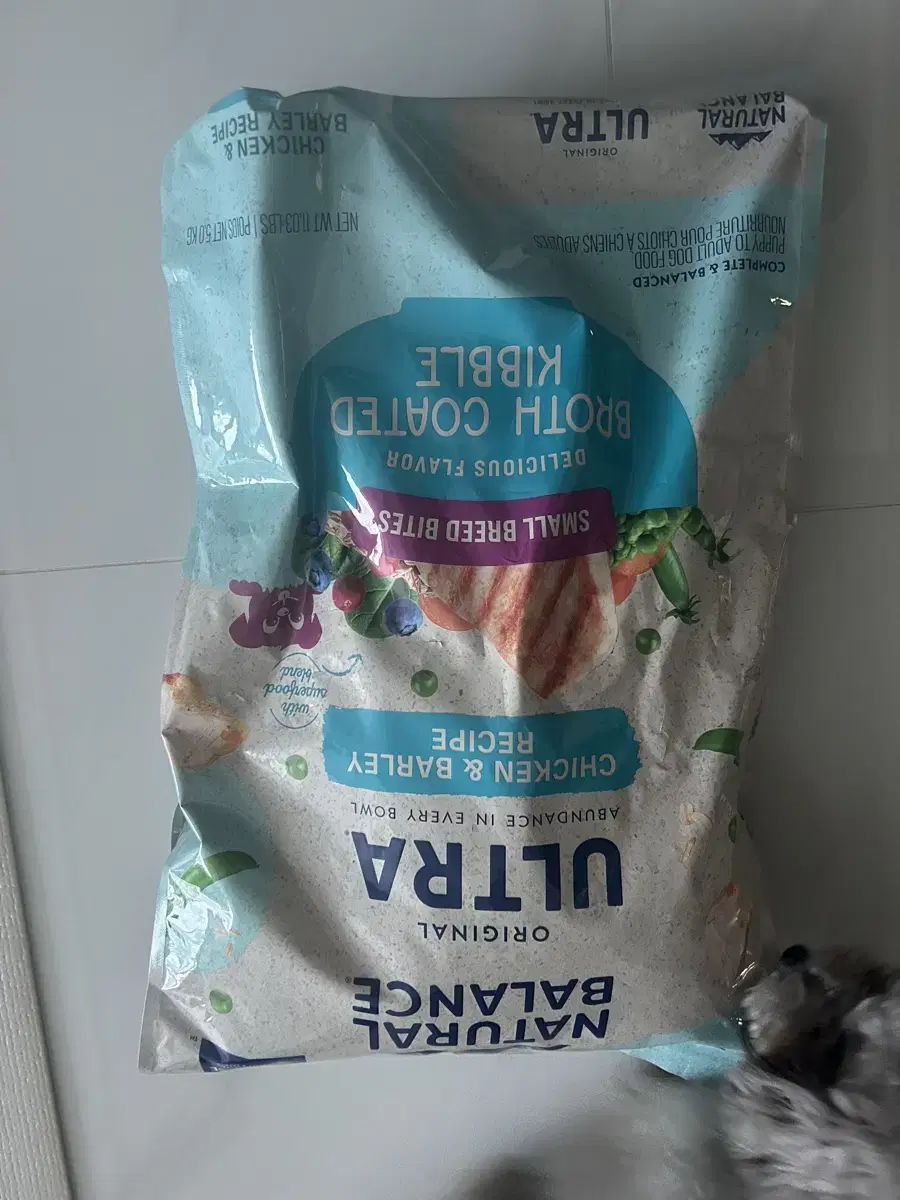 NATURAL
BALANCE®
ORIGINAL
ULTRA®
ABUNDANCE IN EVERY BOWL
CHICKEN & BARLEY
RECIPE
with
superfood
blend
SMALL BREED BITES
DELICIOUS FLAVOR
BROTH COATED
KIBBLE
COMPLETE & BALANCED
PUPPY TO ADULT DOG FOOD
NOURRITURE POUR CHIOTS À CHIENS ADULTES
NET WT 11.03 LBS | POIDS NET 5.0 KG
NATURAL
BALANCE
ORIGINAL
ULTRA
CHICKEN &
BARLEY RECIPE
TM